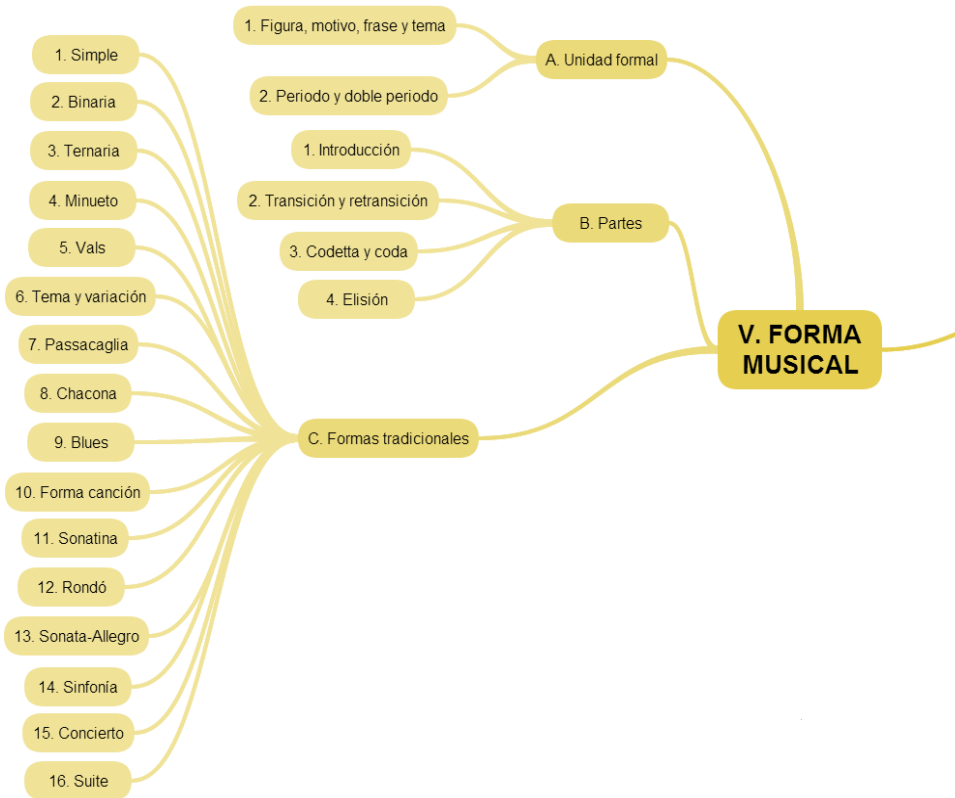 V. FORMA
MUSICAL
A. Unidad formal
1. Figura, motivo, frase y tema
2. Periodo y doble periodo
B. Partes
1. Introducción
2. Transición y retransición
3. Codetta y coda
4. Elisión
C. Formas tradicionales
1. Simple
2. Binaria
3. Ternaria
4. Minueto
5. Vals
6. Tema y variación
7. Passacaglia
8. Chacona
9. Blues
10. Forma canción
11. Sonatina
12. Rondó
13. Sonata-Allegro
14. Sinfonía
15. Concierto
16. Suite